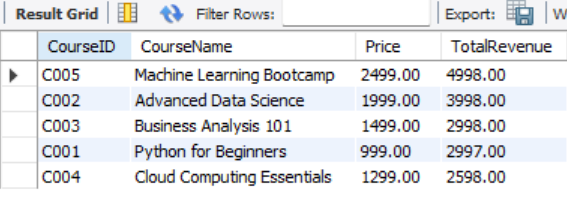 Result Grid Filter Rows: Export: W
CourseID CourseName Price TotalRevenue
C005 Machine Learning Bootcamp 2499.00 4998.00
C002 Advanced Data Science 1999.00 3998.00
C003 Business Analysis 101 1499.00 2998.00
C001 Python for Beginners 999.00 2997.00
C004 Cloud Computing Essentials 1299.00 2598.00